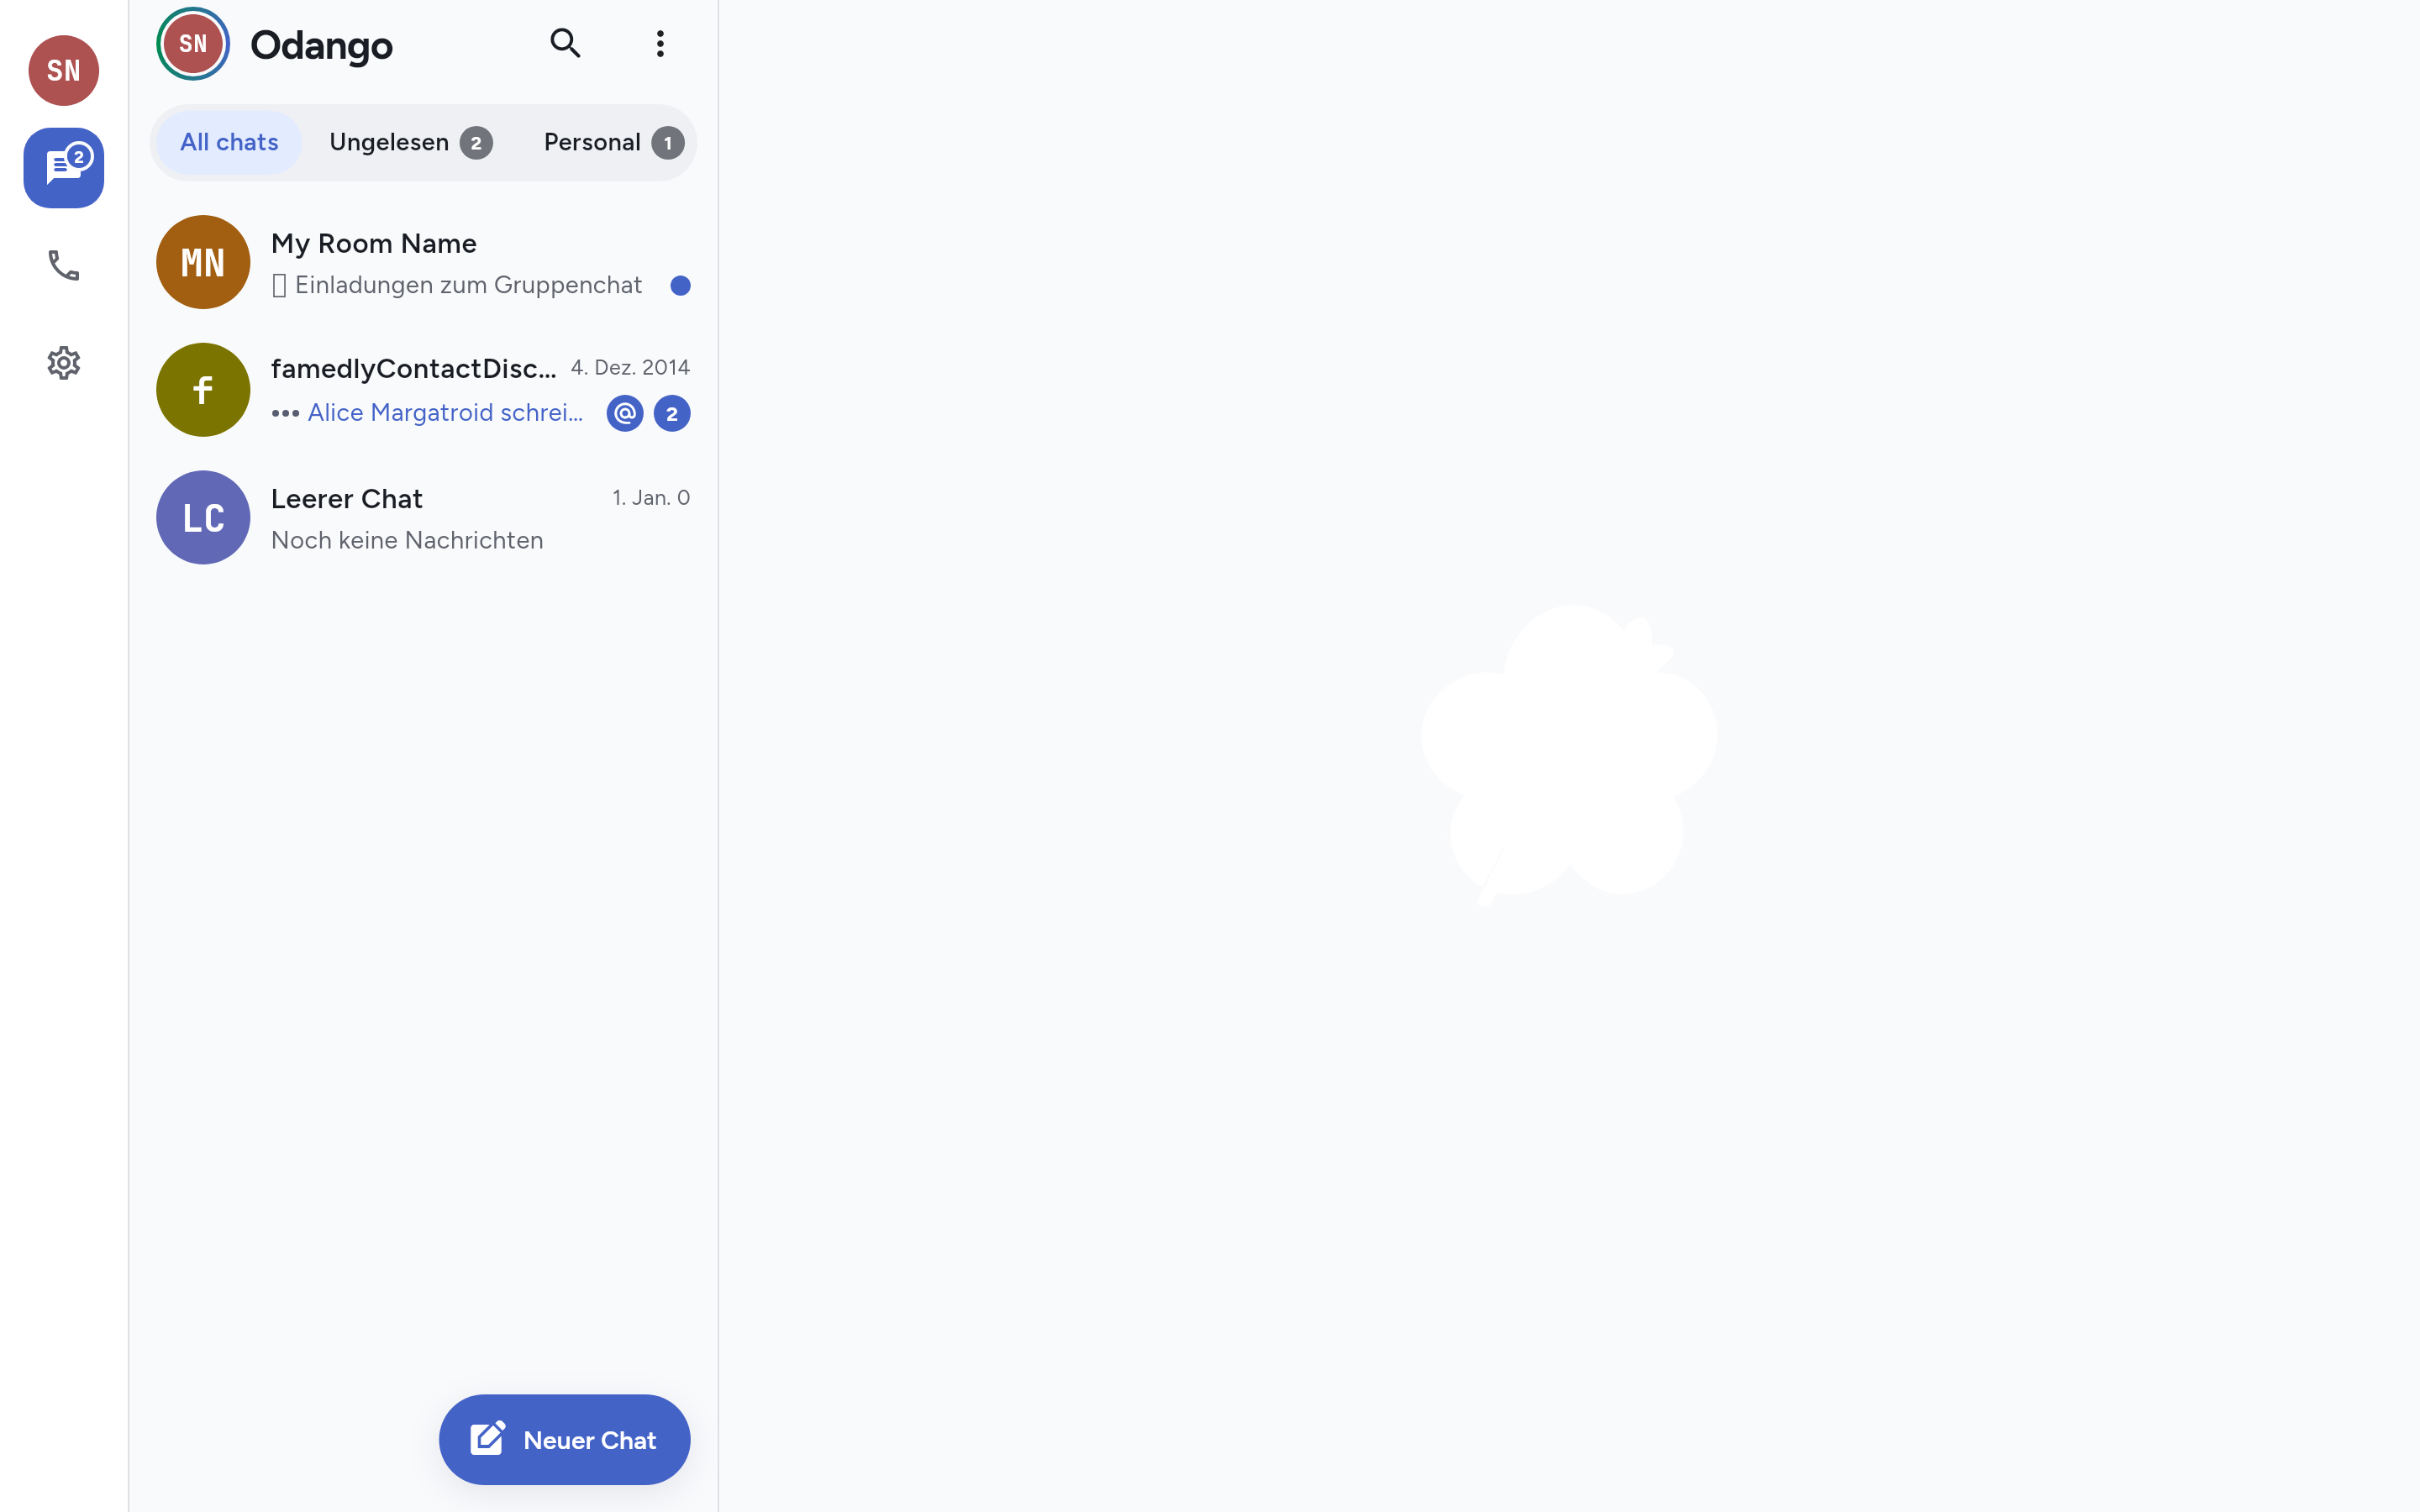 SN
2
SN
Odango
All chats
Ungelesen 2
Personal 1
MN
My Room Name
Einladungen zum Gruppenchat
f
famedlyContactDisc... 4. Dez. 2014
••• Alice Margatroid schrei... @ 2
LC
Leerer Chat 1. Jan. 0
Noch keine Nachrichten
Neuer Chat